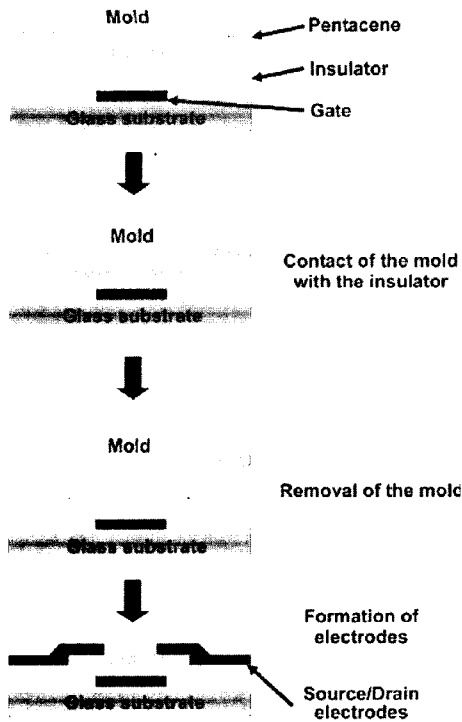 Mold
Pentacene
Insulator
Gate
Glass substrate
Mold
Contact of the mold
with the insulator
Glass substrate
Mold
Removal of the mold
Glass substrate
Formation of
electrodes
Glass substrate
Source/Drain
electrodes